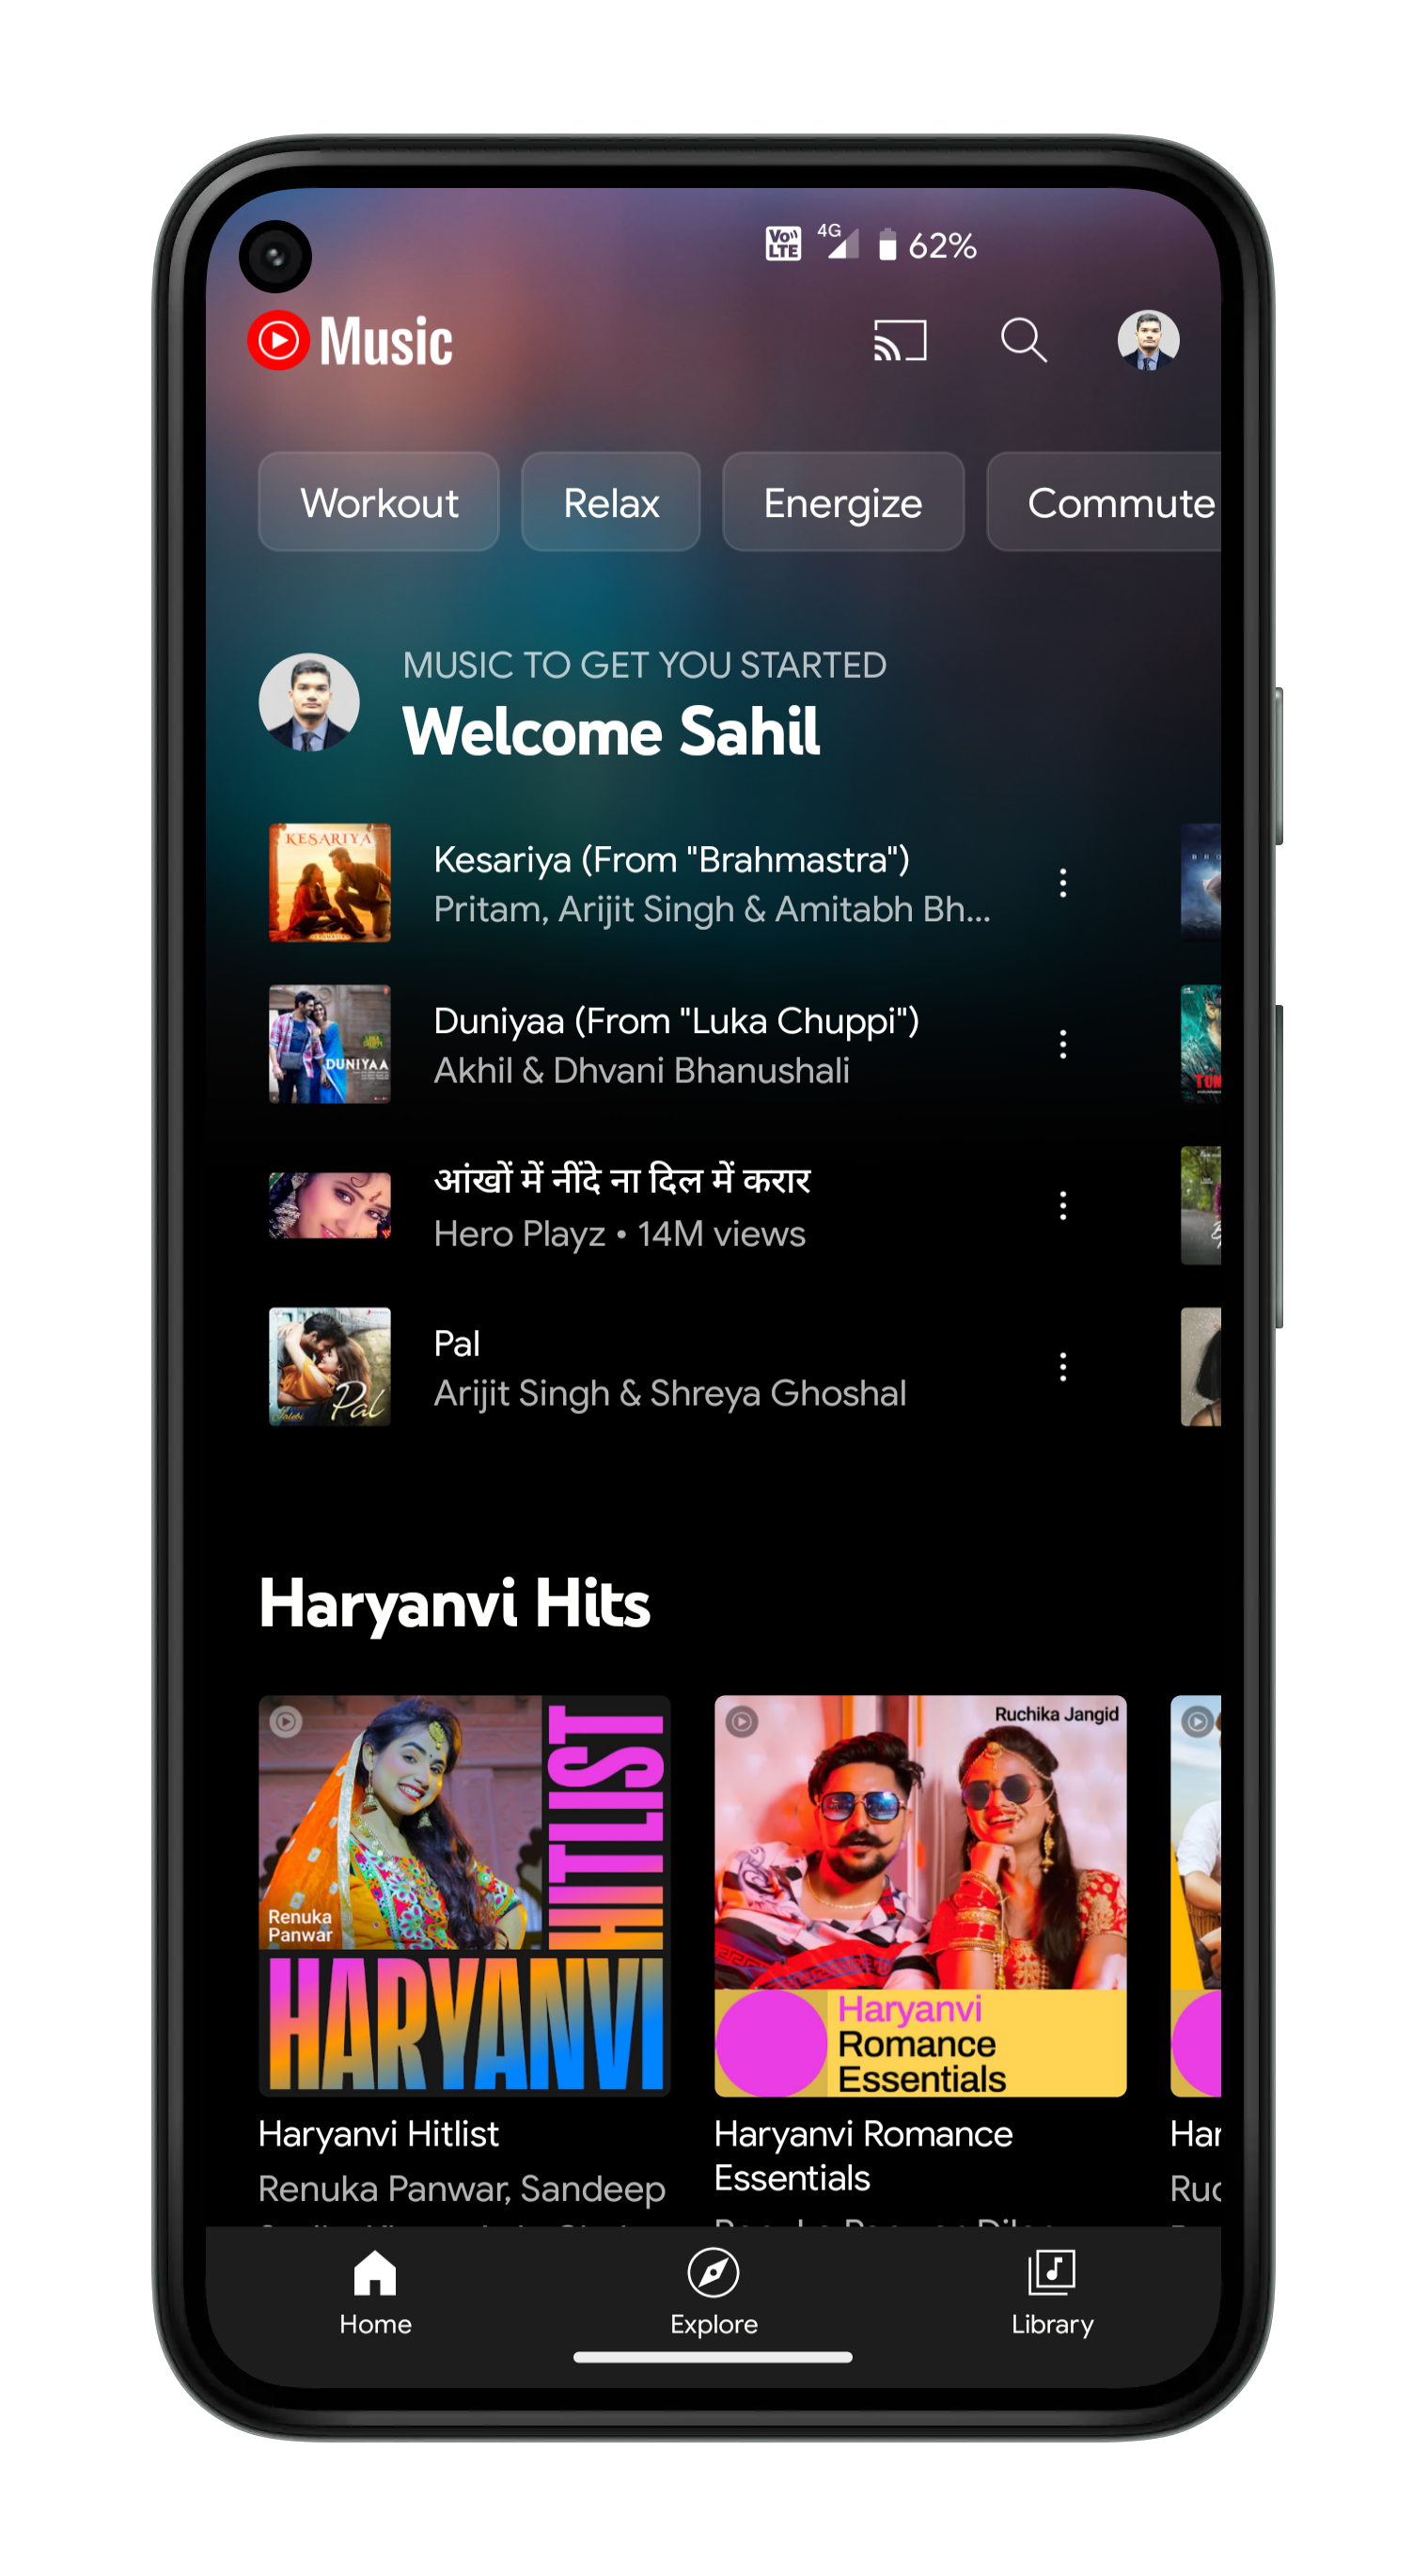 Vo LTE 4G 62%
Music
Workout Relax Energize Commute
MUSIC TO GET YOU STARTED
Welcome Sahil
KESARIYA
Kesariya (From "Brahmastra")
Pritam, Arijit Singh & Amitabh Bh...
DUNIYAA
Duniyaa (From "Luka Chuppi")
Akhil & Dhvani Bhanushali
आंखों में नींदे ना दिल में करार
Hero Playz • 14M views
Pal
Pal
Arijit Singh & Shreya Ghoshal
Haryanvi Hits
HITLIST
Renuka
Panwar
HARYANVI
Ruchika Jangid
Haryanvi
Romance
Essentials
Haryanvi Hitlist
Renuka Panwar, Sandeep
Haryanvi Romance
Essentials
Har
Ruc
Home Explore Library